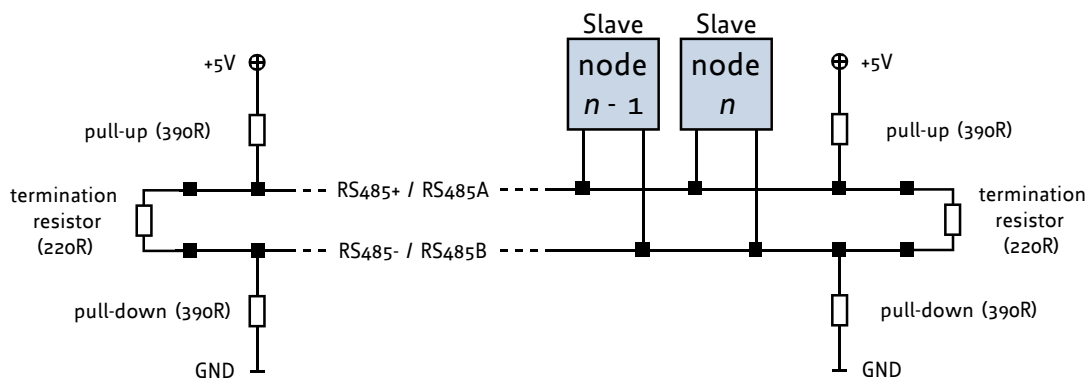 Slave
Slave
node
n - 1
node
n
+5V
+5V
pull-up (390R)
pull-up (390R)
termination
resistor
(220R)
RS485+ / RS485A
termination
resistor
(220R)
RS485- / RS485B
pull-down (390R)
pull-down (390R)
GND
GND